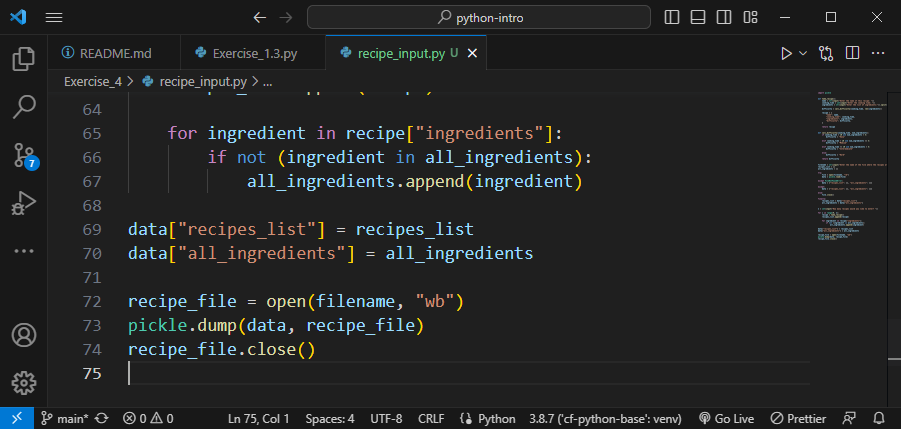 python-intro
README.md
Exercise_1.3.py
recipe_input.py U
Exercise_4 > recipe_input.py > ...
64
65 for ingredient in recipe["ingredients"]:
66 if not (ingredient in all_ingredients):
67 all_ingredients.append(ingredient)
68
69 data["recipes_list"] = recipes_list
70 data["all_ingredients"] = all_ingredients
71
72 recipe_file = open(filename, "wb")
73 pickle.dump(data, recipe_file)
74 recipe_file.close()
75
7
main* 0 0 Ln 75, Col 1 Spaces: 4 UTF-8 CRLF Python 3.8.7 ('cf-python-base': venv) Go Live Prettier